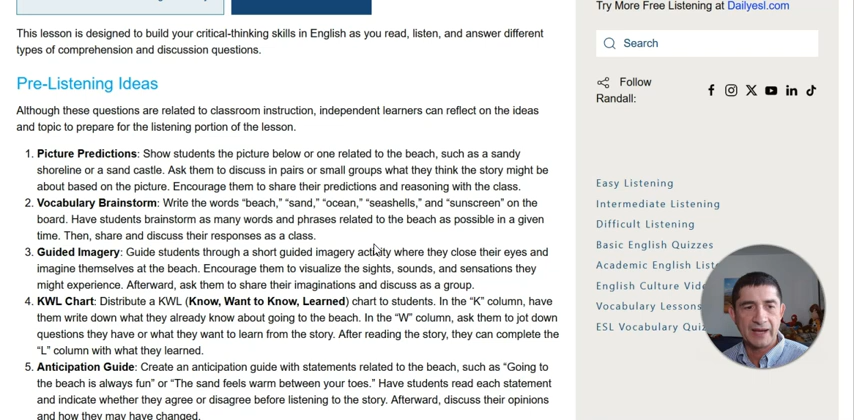 This lesson is designed to build your critical-thinking skills in English as you read, listen, and answer different
types of comprehension and discussion questions.
Pre-Listening Ideas
Although these questions are related to classroom instruction, independent learners can reflect on the ideas
and topic to prepare for the listening portion of the lesson.
1. Picture Predictions: Show students the picture below or one related to the beach, such as a sandy
shoreline or a sand castle. Ask them to discuss in pairs or small groups what they think the story might be
about based on the picture. Encourage them to share their predictions and reasoning with the class.
2. Vocabulary Brainstorm: Write the words “beach,” “sand,” “ocean,” “seashells,” and “sunscreen” on the
board. Have students brainstorm as many words and phrases related to the beach as possible in a given
time. Then, share and discuss their responses as a class.
3. Guided Imagery: Guide students through a short guided imagery activity where they close their eyes and
imagine themselves at the beach. Encourage them to visualize the sights, sounds, and sensations they
might experience. Afterward, ask them to share their imaginations and discuss as a group.
4. KWL Chart: Distribute a KWL (Know, Want to Know, Learned) chart to students. In the “K” column, have
them write down what they already know about going to the beach. In the “W” column, ask them to jot down
questions they have or what they want to learn from the story. After reading the story, they can complete the
“L” column with what they learned.
5. Anticipation Guide: Create an anticipation guide with statements related to the beach, such as “Going to
the beach is always fun” or “The sand feels warm between your toes.” Have students read each statement
and indicate whether they agree or disagree before listening to the story. Afterward, discuss their opinions
and how they may have changed.
Try More Free Listening at Dailyesl.com
Search
Follow
Randall:
Easy Listening
Intermediate Listening
Difficult Listening
Basic English Quizzes
Academic English
English Culture
Vocabulary Lessons
ESL Vocabulary